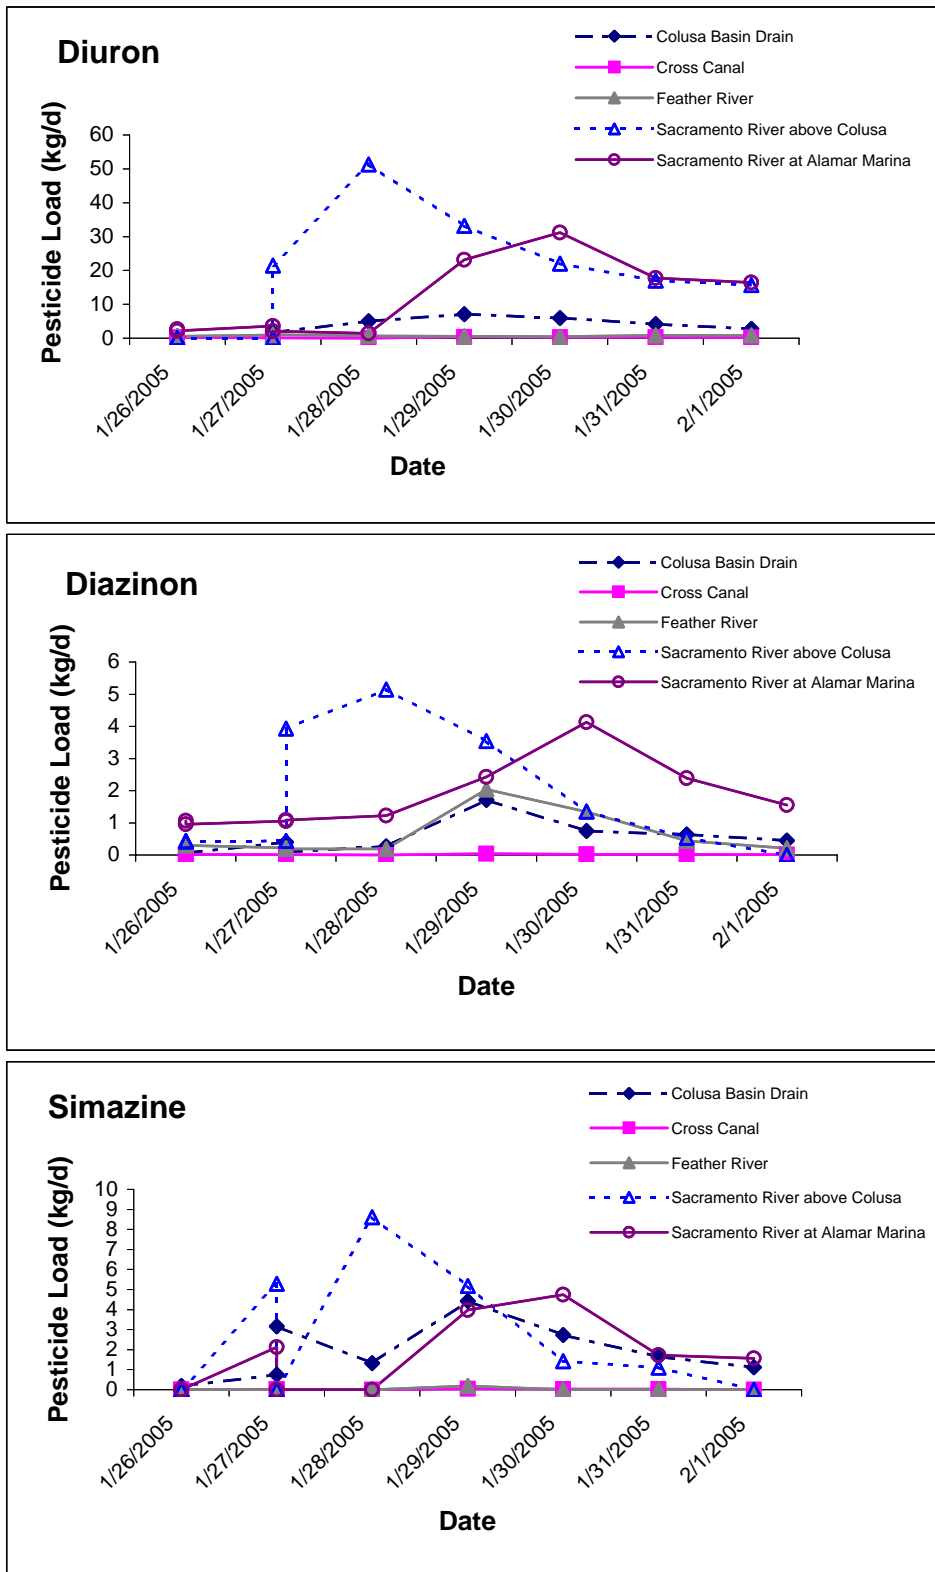 Diuron
Colusa Basin Drain
Cross Canal
Feather River
Sacramento River above Colusa
Sacramento River at Alamar Marina
Pesticide Load (kg/d)
60
50
40
30
20
10
0
1/26/2005
1/27/2005
1/28/2005
1/29/2005
1/30/2005
1/31/2005
2/1/2005
Date
Diazinon
Colusa Basin Drain
Cross Canal
Feather River
Sacramento River above Colusa
Sacramento River at Alamar Marina
Pesticide Load (kg/d)
6
5
4
3
2
1
0
1/26/2005
1/27/2005
1/28/2005
1/29/2005
1/30/2005
1/31/2005
2/1/2005
Date
Simazine
Colusa Basin Drain
Cross Canal
Feather River
Sacramento River above Colusa
Sacramento River at Alamar Marina
Pesticide Load (kg/d)
10
9
8
7
6
5
4
3
2
1
0
1/26/2005
1/27/2005
1/28/2005
1/29/2005
1/30/2005
1/31/2005
2/1/2005
Date